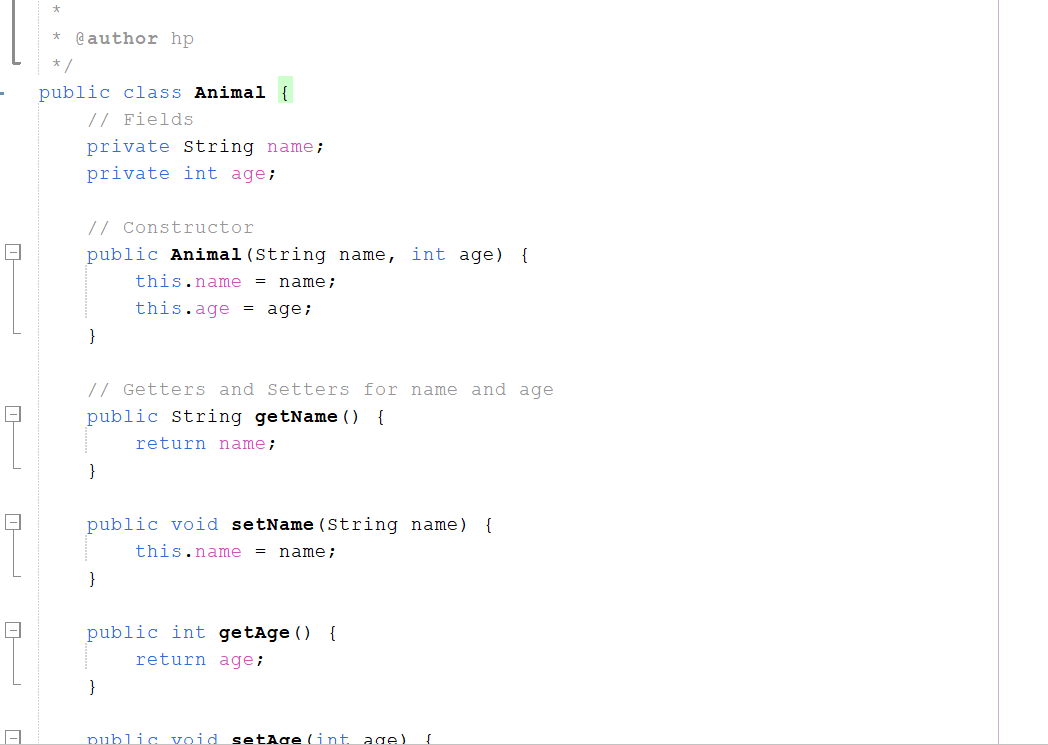 *
* @author hp
*/
public class Animal {
// Fields
private String name;
private int age;
// Constructor
public Animal(String name, int age) {
this.name = name;
this.age = age;
}
// Getters and Setters for name and age
public String getName() {
return name;
}
public void setName(String name) {
this.name = name;
}
public int getAge() {
return age;
}
public void setAge(int age) {